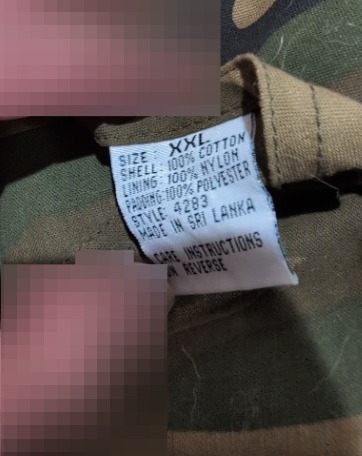 SIZE : XXL
SHELL: 100% COTTON
LINING: 100% NYLON
PADDING:100% POLYESTER
STYLE: 4283
MADE IN SRI LANKA
CARE INSTRUCTIONS
ON REVERSE